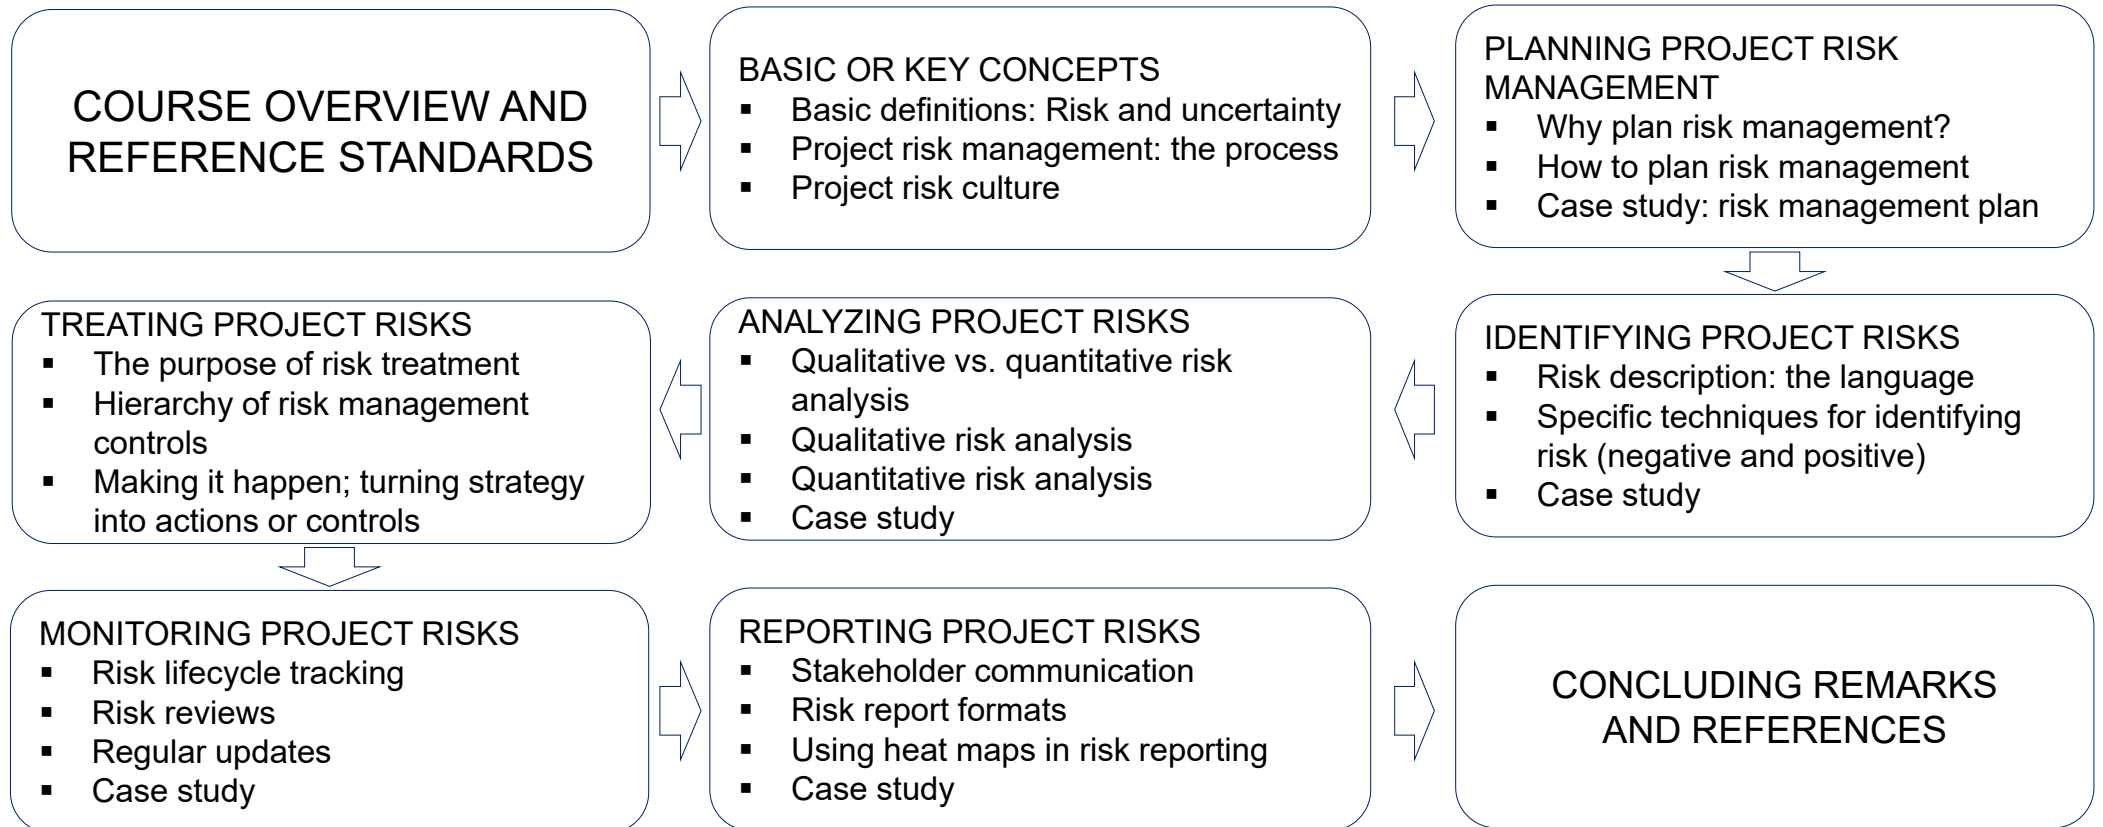 COURSE OVERVIEW AND
REFERENCE STANDARDS
BASIC OR KEY CONCEPTS
▪ Basic definitions: Risk and uncertainty
▪ Project risk management: the process
▪ Project risk culture
PLANNING PROJECT RISK
MANAGEMENT
▪ Why plan risk management?
▪ How to plan risk management
▪ Case study: risk management plan
IDENTIFYING PROJECT RISKS
▪ Risk description: the language
▪ Specific techniques for identifying
risk (negative and positive)
▪ Case study
ANALYZING PROJECT RISKS
▪ Qualitative vs. quantitative risk
analysis
▪ Qualitative risk analysis
▪ Quantitative risk analysis
▪ Case study
TREATING PROJECT RISKS
▪ The purpose of risk treatment
▪ Hierarchy of risk management
controls
▪ Making it happen; turning strategy
into actions or controls
MONITORING PROJECT RISKS
▪ Risk lifecycle tracking
▪ Risk reviews
▪ Regular updates
▪ Case study
REPORTING PROJECT RISKS
▪ Stakeholder communication
▪ Risk report formats
▪ Using heat maps in risk reporting
▪ Case study
CONCLUDING REMARKS
AND REFERENCES